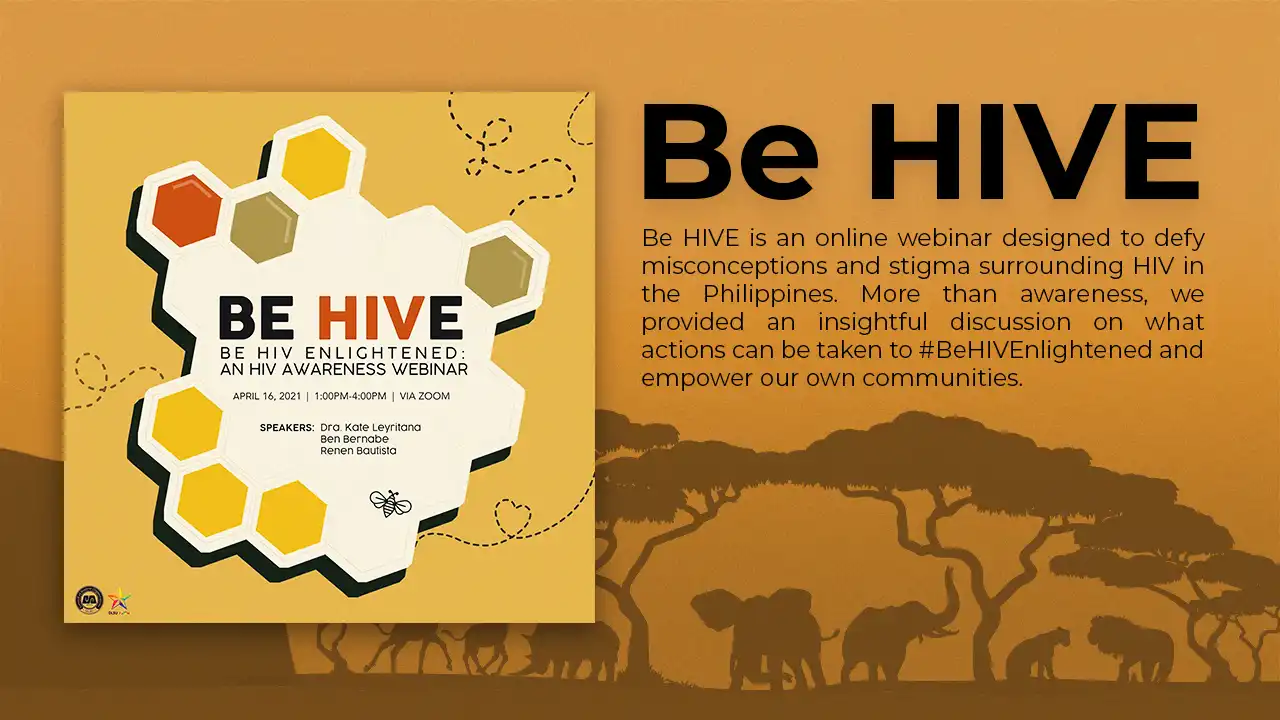 BE HIVE
BE HIV ENLIGHTENED:
AN HIV AWARENESS WEBINAR
APRIL 16, 2021 | 1:00PM-4:00PM | VIA ZOOM
SPEAKERS: Dra. Kate Leyritana
Ben Bernabe
Renen Bautista
Be HIVE
Be HIVE is an online webinar designed to defy
misconceptions and stigma surrounding HIV in
the Philippines. More than awareness, we
provided an insightful discussion on what
actions can be taken to #BeHIVEnlightened and
empower our own communities.